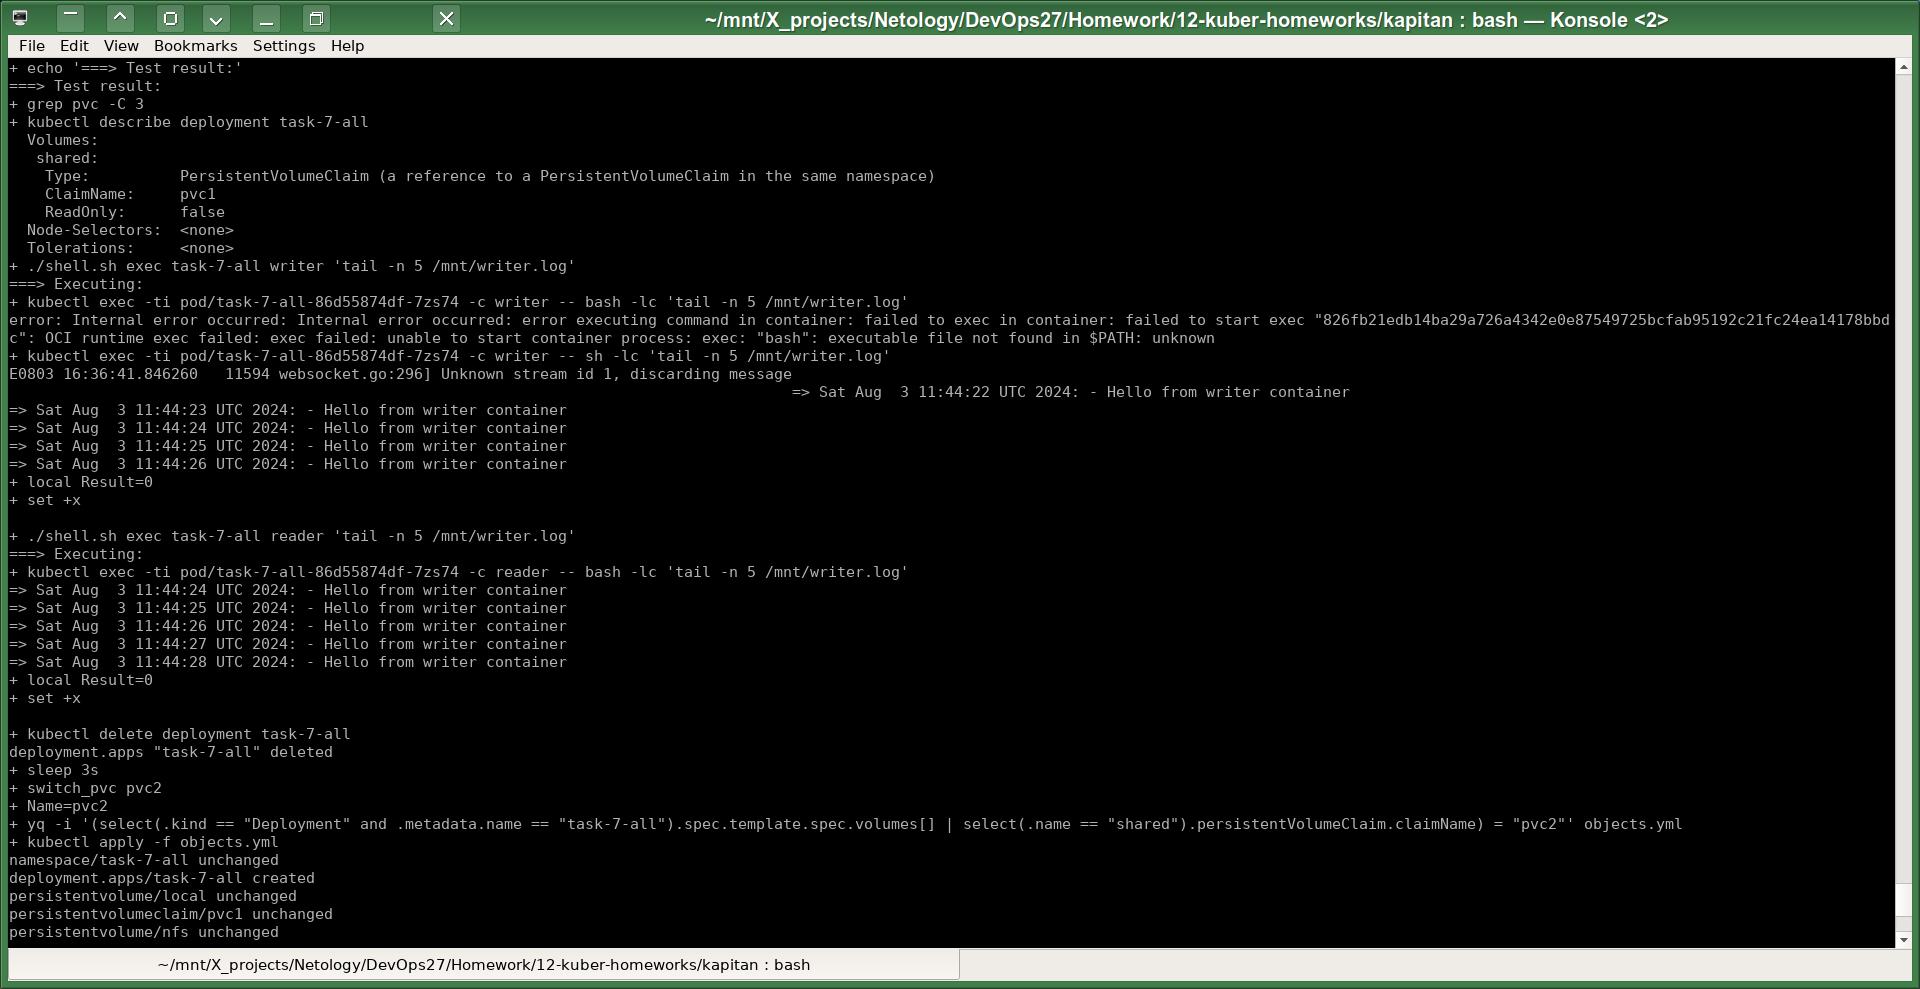 ~/mnt/X_projects/Netology/DevOps27/Homework/12-kuber-homeworks/kapitan : bash — Konsole <2>
File Edit View Bookmarks Settings Help
+ echo '===> Test result:'
===> Test result:
+ grep pvc -C 3
+ kubectl describe deployment task-7-all
  Volumes:
   shared:
    Type:          PersistentVolumeClaim (a reference to a PersistentVolumeClaim in the same namespace)
    ClaimName:     pvc1
    ReadOnly:      false
  Node-Selectors:  <none>
  Tolerations:     <none>
+ ./shell.sh exec task-7-all writer 'tail -n 5 /mnt/writer.log'
===> Executing:
+ kubectl exec -ti pod/task-7-all-86d55874df-7zs74 -c writer -- bash -lc 'tail -n 5 /mnt/writer.log'
error: Internal error occurred: Internal error occurred: error executing command in container: failed to exec in container: failed to start exec "826fb21edb14ba29a726a4342e0e87549725bcfab95192c21fc24ea14178bbd
c": OCI runtime exec failed: exec failed: unable to start container process: exec: "bash": executable file not found in $PATH: unknown
+ kubectl exec -ti pod/task-7-all-86d55874df-7zs74 -c writer -- sh -lc 'tail -n 5 /mnt/writer.log'
E0803 16:36:41.846260   11594 websocket.go:296] Unknown stream id 1, discarding message
=> Sat Aug  3 11:44:22 UTC 2024: - Hello from writer container
=> Sat Aug  3 11:44:23 UTC 2024: - Hello from writer container
=> Sat Aug  3 11:44:24 UTC 2024: - Hello from writer container
=> Sat Aug  3 11:44:25 UTC 2024: - Hello from writer container
=> Sat Aug  3 11:44:26 UTC 2024: - Hello from writer container
+ local Result=0
+ set +x
+ ./shell.sh exec task-7-all reader 'tail -n 5 /mnt/writer.log'
===> Executing:
+ kubectl exec -ti pod/task-7-all-86d55874df-7zs74 -c reader -- bash -lc 'tail -n 5 /mnt/writer.log'
=> Sat Aug  3 11:44:24 UTC 2024: - Hello from writer container
=> Sat Aug  3 11:44:25 UTC 2024: - Hello from writer container
=> Sat Aug  3 11:44:26 UTC 2024: - Hello from writer container
=> Sat Aug  3 11:44:27 UTC 2024: - Hello from writer container
=> Sat Aug  3 11:44:28 UTC 2024: - Hello from writer container
+ local Result=0
+ set +x
+ kubectl delete deployment task-7-all
deployment.apps "task-7-all" deleted
+ sleep 3s
+ switch_pvc pvc2
+ Name=pvc2
+ yq -i '(select(.kind == "Deployment" and .metadata.name == "task-7-all").spec.template.spec.volumes[] | select(.name == "shared").persistentVolumeClaim.claimName) = "pvc2"' objects.yml
+ kubectl apply -f objects.yml
namespace/task-7-all unchanged
deployment.apps/task-7-all created
persistentvolume/local unchanged
persistentvolumeclaim/pvc1 unchanged
persistentvolume/nfs unchanged
~/mnt/X_projects/Netology/DevOps27/Homework/12-kuber-homeworks/kapitan : bash